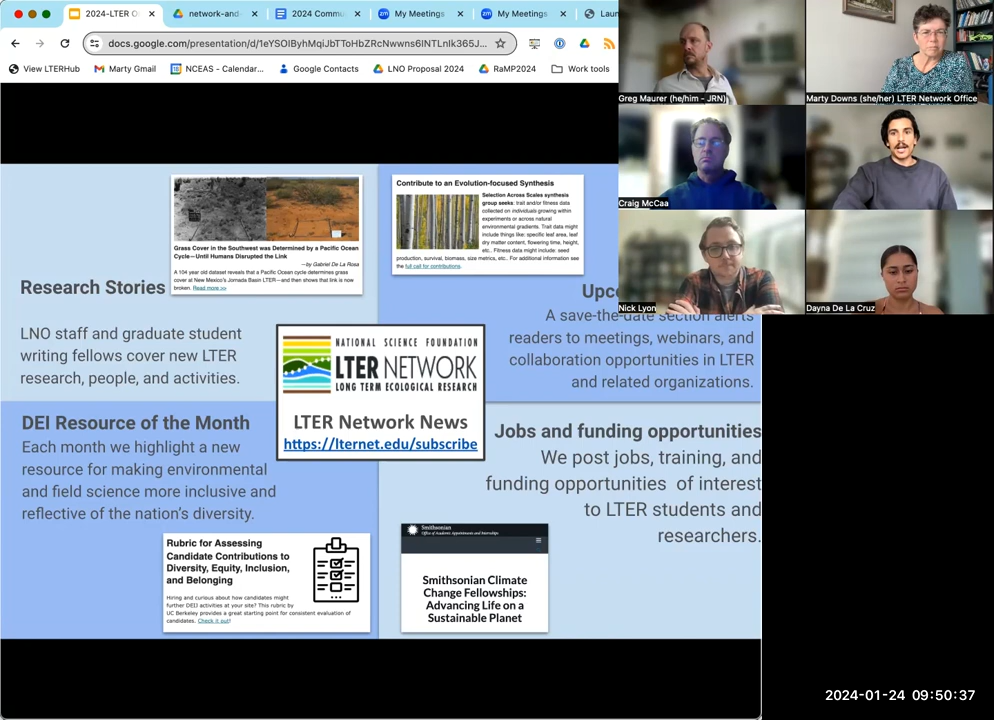 2024-LTER O
network-and-
2024 Commu
My Meetings
My Meetings
Laun
docs.google.com/presentation/d/1eYSOlByhMqiJbTToHbZRcNwwns6INTLnIk365J...
View LTERHub
Marty Gmail
NCEAS - Calendar...
Google Contacts
LNO Proposal 2024
RaMP2024
Work tools
Greg Maurer (he/him - JRN)
Marty Downs (she/her) LTER Network Office
Craig McCaa
Nick Lyon
Dayna De La Cruz
Grass Cover in the Southwest was Determined by a Pacific Ocean
Cycle—Until Humans Disrupted the Link
—by Gabriel De La Rosa
A 104 year old dataset reveals that a Pacific Ocean cycle determines grass
cover at New Mexico's Jornada Basin LTER—and then shows that link is now
broken. Read more >>
Research Stories
LNO staff and graduate student
writing fellows cover new LTER
research, people, and activities.
Contribute to an Evolution-focused Synthesis
Selection Across Scales synthesis
group seeks: trait and/or fitness data
collected on individuals growing within
experiments or across natural
environmental gradients. Trait data
might include things like: specific leaf area, leaf
dry matter content, flowering time, height,
etc.. Fitness data might include: seed
production, survival, biomass, size metrics, etc.. For additional information see
the full call for contributions.
Upc
A save-the-date section alerts
readers to meetings, webinars, and
collaboration opportunities in LTER
and related organizations.
NATIONAL SCIENCE FOUNDATION
LTER NETWORK
LONG TERM ECOLOGICAL RESEARCH
LTER Network News
https://lternet.edu/subscribe
DEI Resource of the Month
Each month we highlight a new
resource for making environmental
and field science more inclusive and
reflective of the nation's diversity.
Rubric for Assessing
Candidate Contributions to
Diversity, Equity, Inclusion,
and Belonging
Hiring and curious about how candidates might
further DEIJ activities at your site? This rubric by
UC Berkeley provides a great starting point for consistent evaluation of
candidates. Check it out!
Jobs and funding opportunities
We post jobs, training, and
funding opportunities of interest
to LTER students and
researchers.
Smithsonian
Office of Academic Appointments and Internships
Smithsonian Climate
Change Fellowships:
Advancing Life on a
Sustainable Planet
2024-01-24 09:50:37